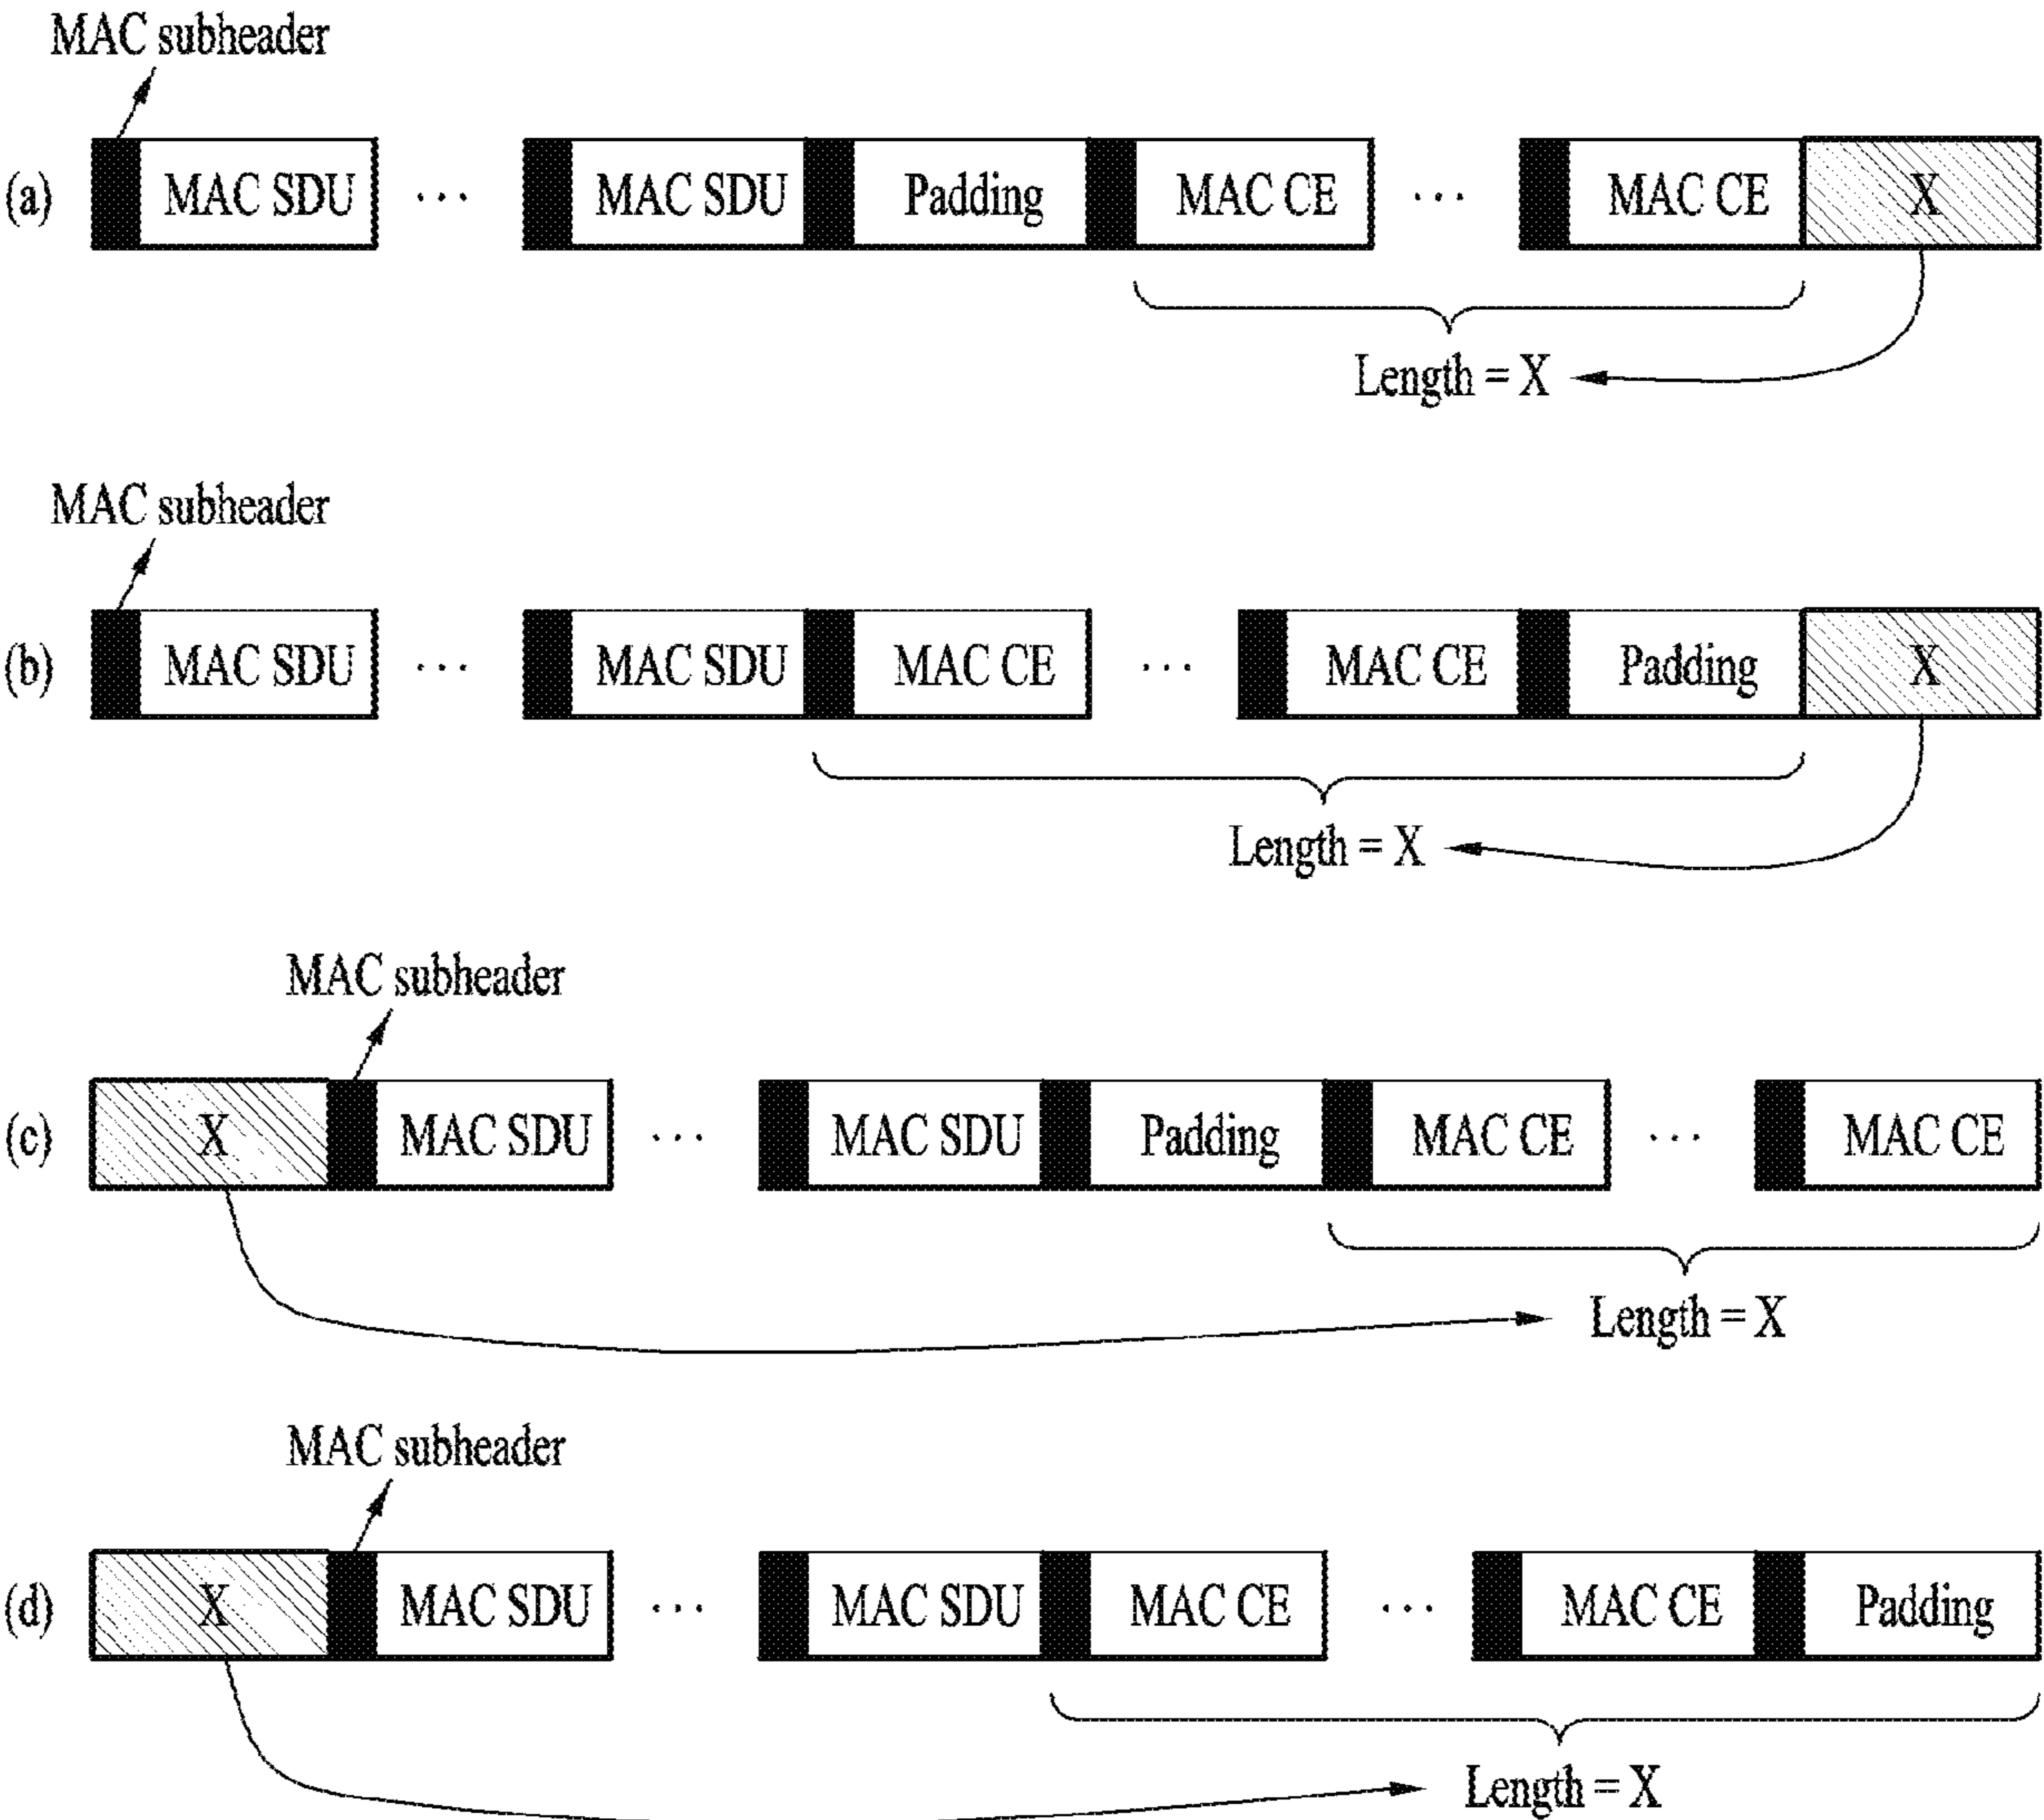 MAC subheader
(a) MAC SDU ... MAC SDU Padding MAC CE ... MAC CE X
Length = X
MAC subheader
(b) MAC SDU ... MAC SDU MAC CE ... MAC CE Padding X
Length = X
MAC subheader
(c) X MAC SDU ... MAC SDU Padding MAC CE ... MAC CE
Length = X
MAC subheader
(d) X MAC SDU ... MAC SDU MAC CE ... MAC CE Padding
Length = X